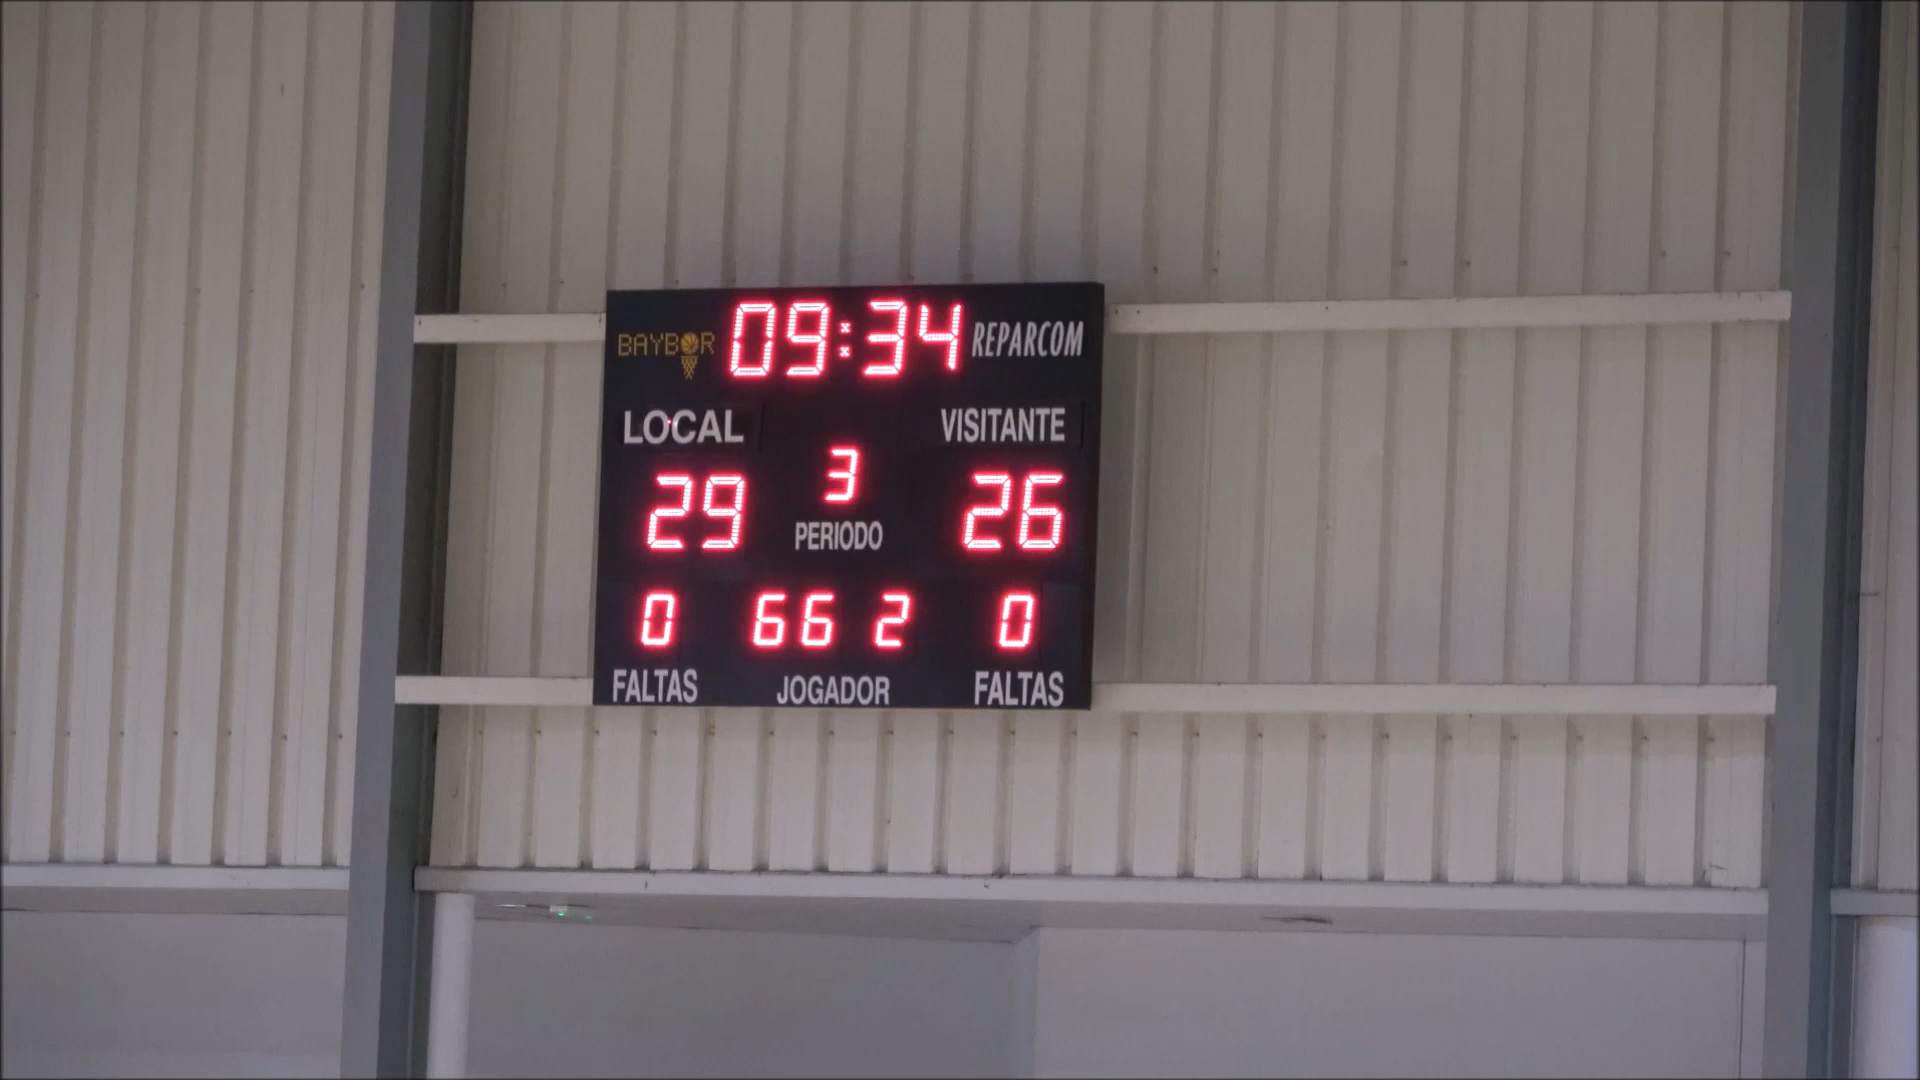 BAYBOR 09:34 REPARCOM
LOCAL VISITANTE
3
29 26
PERIODO
0 66 2 0
FALTAS JOGADOR FALTAS